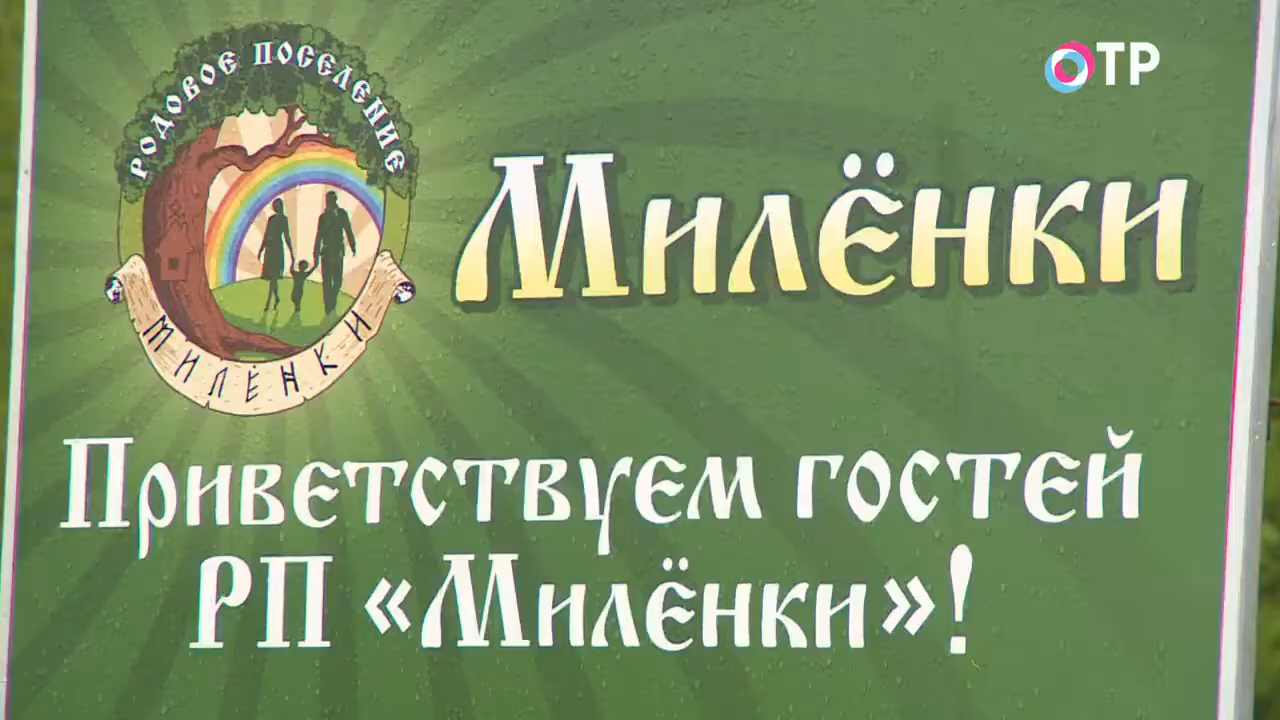 ОТР
РОДОВОЕ ПОСЕЛЕНИЕ
Милёнки
МИЛЁНКИ
Приветствуем гостей
РП «Милёнки»!